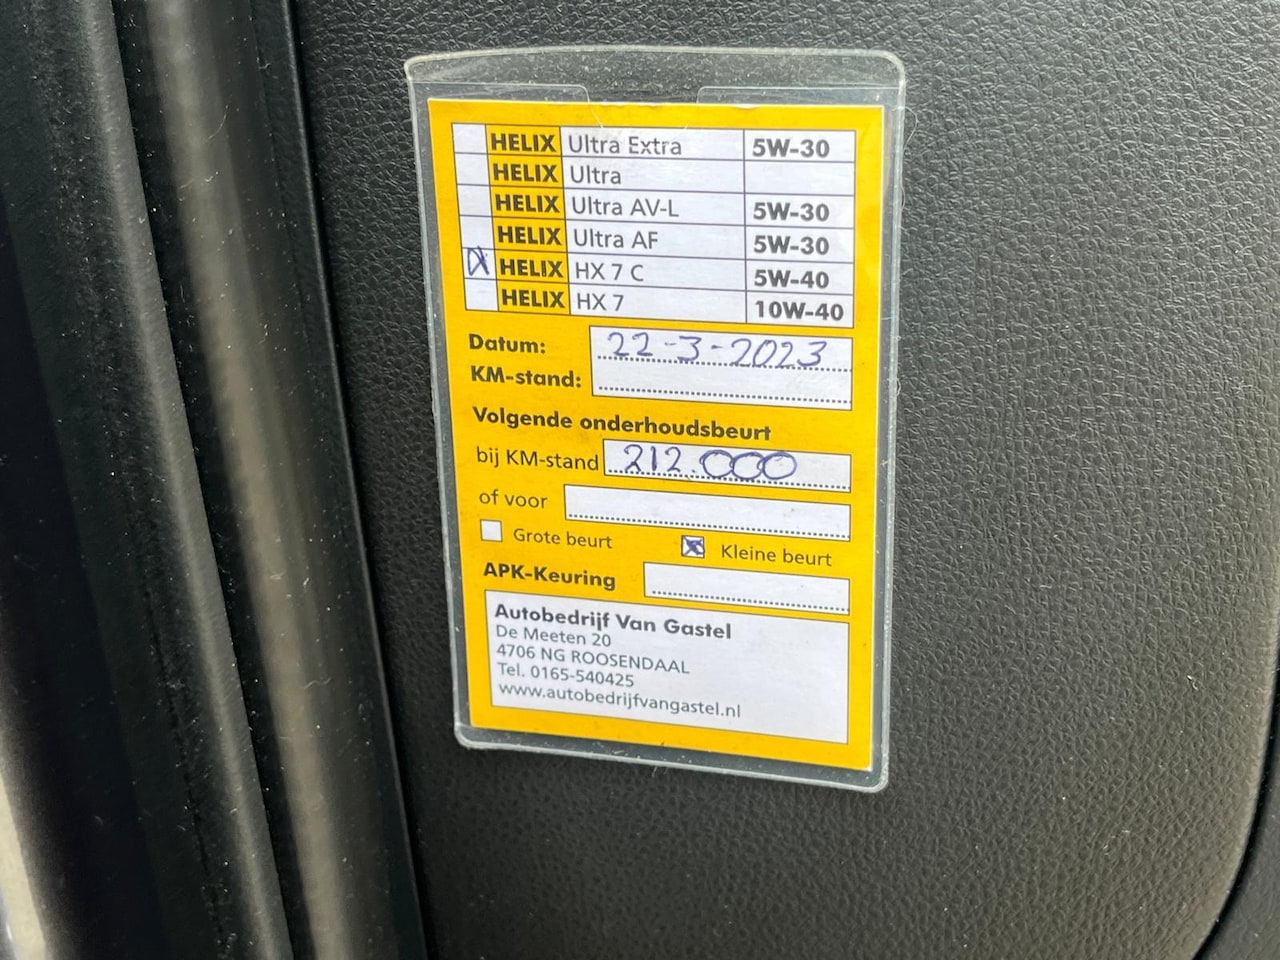 HELIX Ultra Extra 5W-30
HELIX Ultra
HELIX Ultra AV-L 5W-30
HELIX Ultra AF 5W-30
HELIX HX 7 C 5W-40
HELIX HX 7 10W-40
Datum: 22-3-2023
KM-stand:
Volgende onderhoudsbeurt
bij KM-stand 212.000
of voor
Grote beurt Kleine beurt
APK-Keuring
Autobedrijf Van Gastel
De Meeten 20
4706 NG ROOSENDAAL
Tel. 0165-540425
www.autobedrijfvangastel.nl